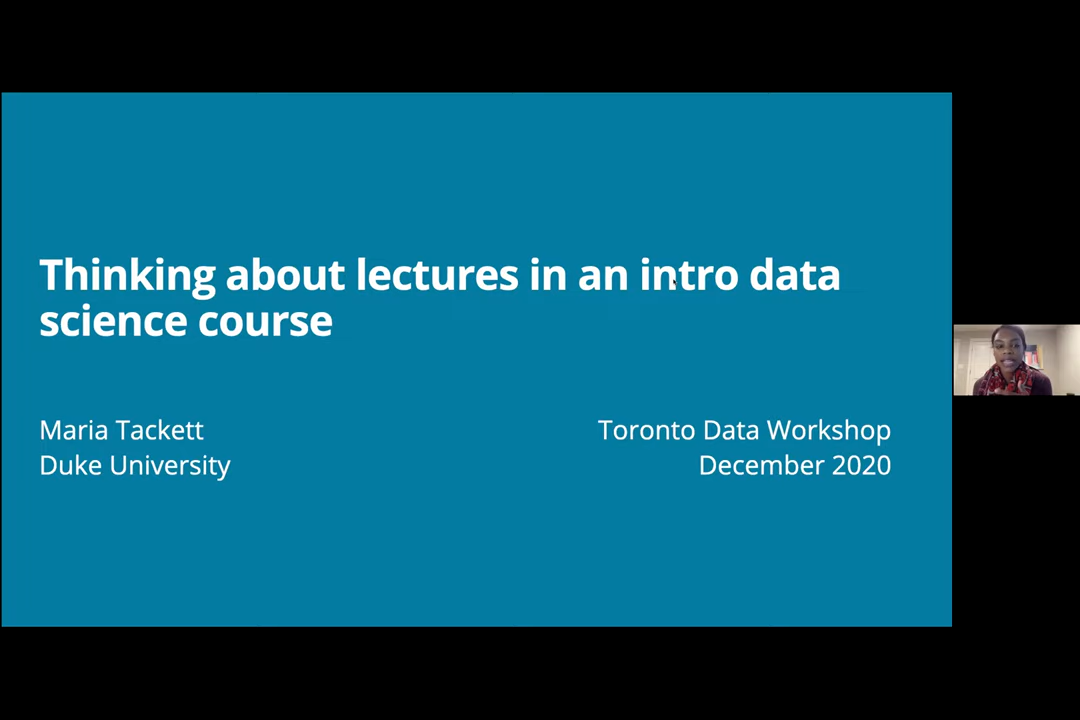 Thinking about lectures in an intro data
science course
Maria Tackett
Duke University
Toronto Data Workshop
December 2020